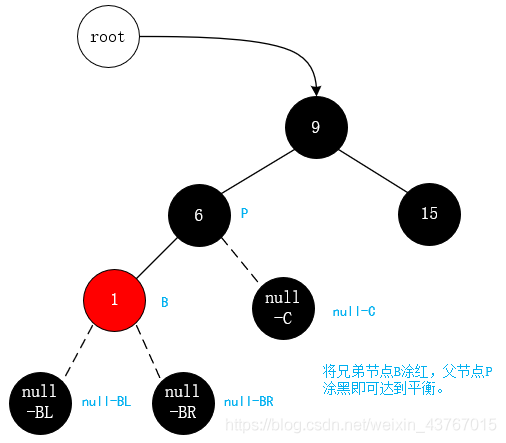 root
9
6
P
15
1
B
null
-C
null-C
将兄弟节点B涂红，父节点P
涂黑即可达到平衡。
null
-BL
null-BL
null
-BR
null-BR
https://blog.csdn.net/weixin_43767015